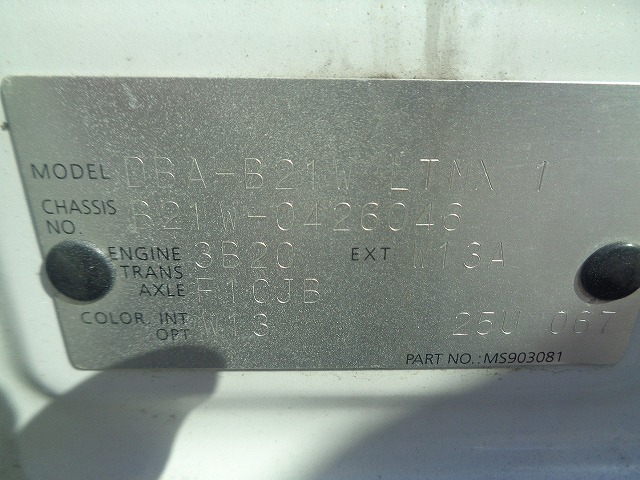 MODEL DBA-B21W LTNX 1
CHASSIS NO. B21W-0426046
ENGINE 3B20 EXT W13A
TRANS AXLE F1CJB
COLOR, INT OPT W13 25U 067
PART NO.: MS903081